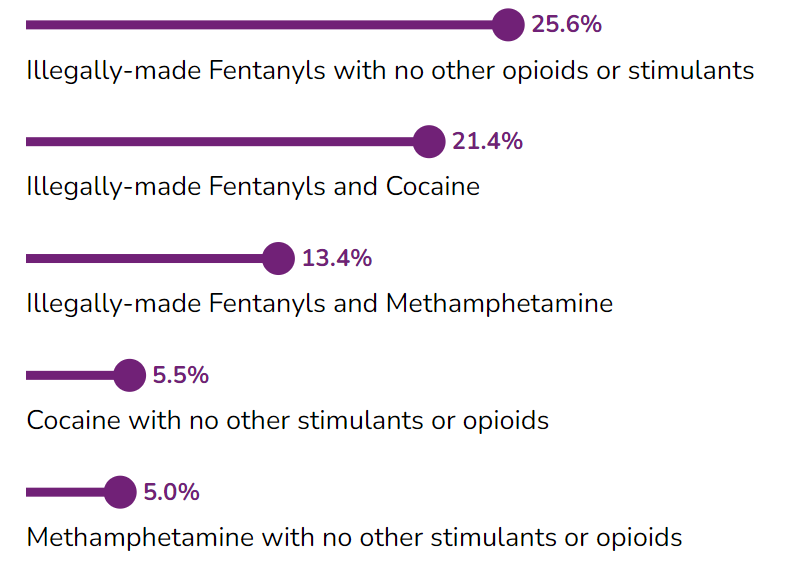 25.6%
Illegally-made Fentanyls with no other opioids or stimulants
21.4%
Illegally-made Fentanyls and Cocaine
13.4%
Illegally-made Fentanyls and Methamphetamine
5.5%
Cocaine with no other stimulants or opioids
5.0%
Methamphetamine with no other stimulants or opioids